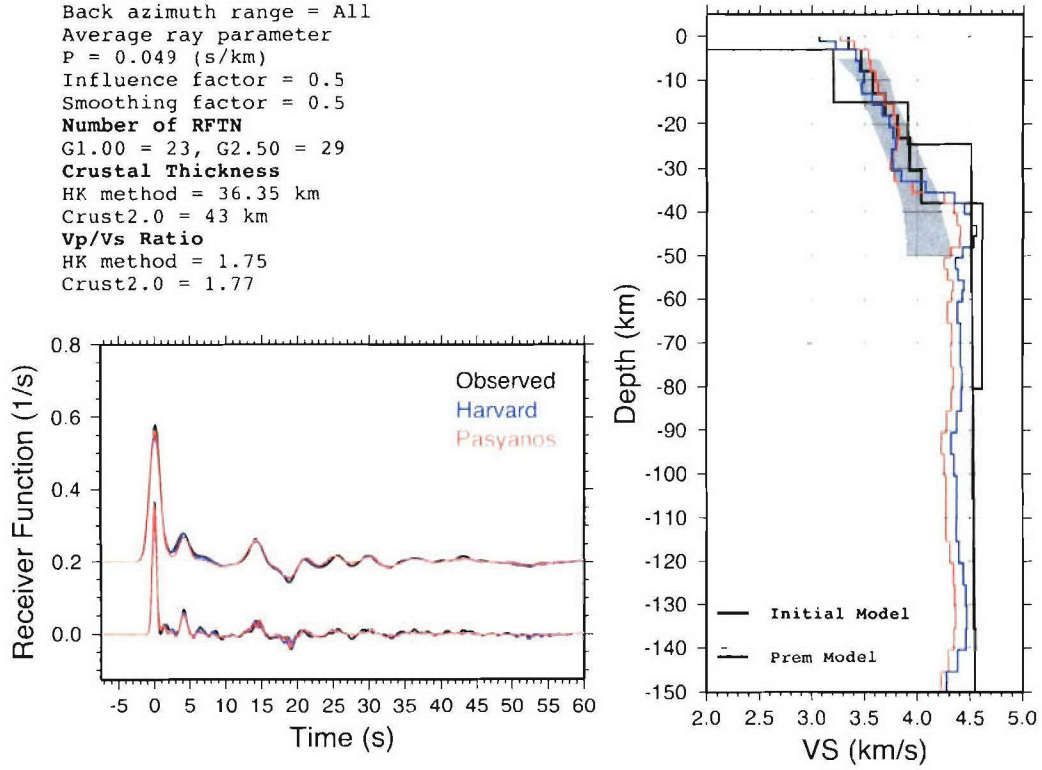 Back azimuth range = All
Average ray parameter
P = 0.049 (s/km)
Influence factor = 0.5
Smoothing factor = 0.5
Number of RFTN
G1.00 = 23, G2.50 = 29
Crustal Thickness
HK method = 36.35 km
Crust2.0 = 43 km
Vp/Vs Ratio
HK method = 1.75
Crust2.0 = 1.77
Receiver Function (1/s)
0.8
0.6
0.4
0.2
0.0
Observed
Harvard
Pasyanos
-5 0 5 10 15 20 25 30 35 40 45 50 55 60
Time (s)
Depth (km)
0
-10
-20
-30
-40
-50
-60
-70
-80
-90
-100
-110
-120
-130
-140
-150
Initial Model
Prem Model
2.0 2.5 3.0 3.5 4.0 4.5 5.0
VS (km/s)